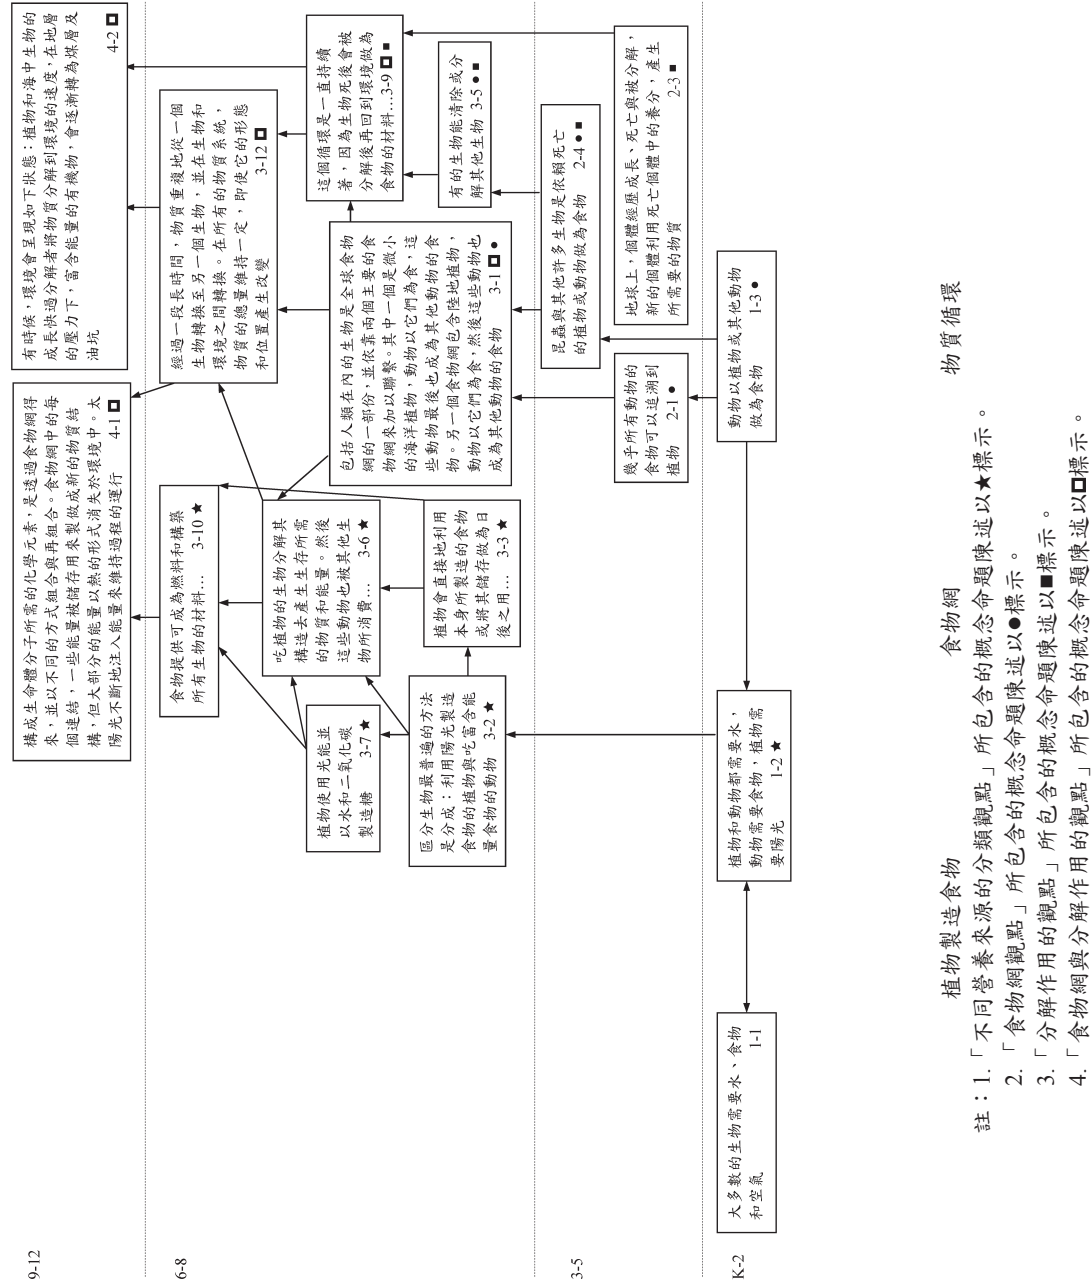 9-12
構成生命體分子所需的化學元素，是透過食物網得
來，並以不同的方式組合與再組合。食物網中的每
個連結，一些能量被儲存用來製做成新的物質結
構，但大部分的能量以熱的形式消失於環境中。太
陽光不斷地注入能量來維持過程的運行 4-1 ◘
有時候，環境會呈現如下狀態：植物和海中生物的
成長快過分解者將物質分解到環境的速度，在地層
的壓力下，富含能量的有機物，會逐漸轉為煤層及
油坑 4-2 ◘
6-8
食物提供可成為燃料和構築
所有生物的材料… 3-10 ★
經過一段長時間，物質重複地從一個
生物轉換至另一個生物，並在生物和
環境之間轉換。在所有的物質系統，
物質的總量維持一定，即使它的形態
和位置產生改變 3-12 ◘
吃植物的生物分解其
構造去產生生存所需
的物質和能量。然後
這些動物也被其他生
物所消費… 3-6 ★
這個循環是一直持續
著，因為生物死後會被
分解後再回到環境做為
食物的材料…3-9 ◘ ■
植物使用光能並
以水和二氧化碳
製造糖 3-7 ★
包括人類在內的生物是全球食物
網的一部份，並依靠兩個主要的食
物網來加以聯繫。其中一個是微小
的海洋植物，動物以它們為食，這
些動物最後也成為其他動物的食
物。另一個食物網包含陸地植物，
動物以它們為食，然後這些動物也
成為其他動物的食物 3-1 ◘ ●
區分生物最普遍的方法
是分成：利用陽光製造
食物的植物與吃富含能
量食物的動物 3-2 ★
植物會直接地利用
本身所製造的食物
或將其儲存做為日
後之用… 3-3 ★
有的生物能清除或分
解其他生物 3-5 ● ■
3-5
昆蟲與其他許多生物是依賴死亡
的植物或動物做為食物 2-4 ● ■
幾乎所有動物的
食物可以追溯到
植物 2-1 ●
地球上，個體經歷成長、死亡與被分解，
新的個體利用死亡個體中的養分，產生
所需要的物質 2-3 ■
K-2
大多數的生物需要水、食物
和空氣 1-1
植物和動物都需要水，
動物需要食物，植物需
要陽光 1-2 ★
動物以植物或其他動物
做為食物 1-3 ●
植物製造食物 食物網 物質循環
註：1.「不同營養來源的分類觀點」所包含的概念命題陳述以★標示。
2.「食物網觀點」所包含的概念命題陳述以●標示。
3.「分解作用的觀點」所包含的概念命題陳述以■標示。
4.「食物網與分解作用的觀點」所包含的概念命題陳述以◘標示。